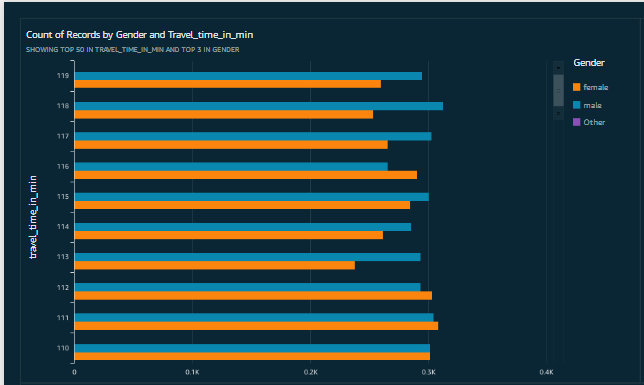 Count of Records by Gender and Travel_time_in_min
SHOWING TOP 50 IN TRAVEL_TIME_IN_MIN AND TOP 3 IN GENDER
Gender
female
male
Other
travel_time_in_min
119
118
117
116
115
114
113
112
111
110
0 0.1K 0.2K 0.3K 0.4K